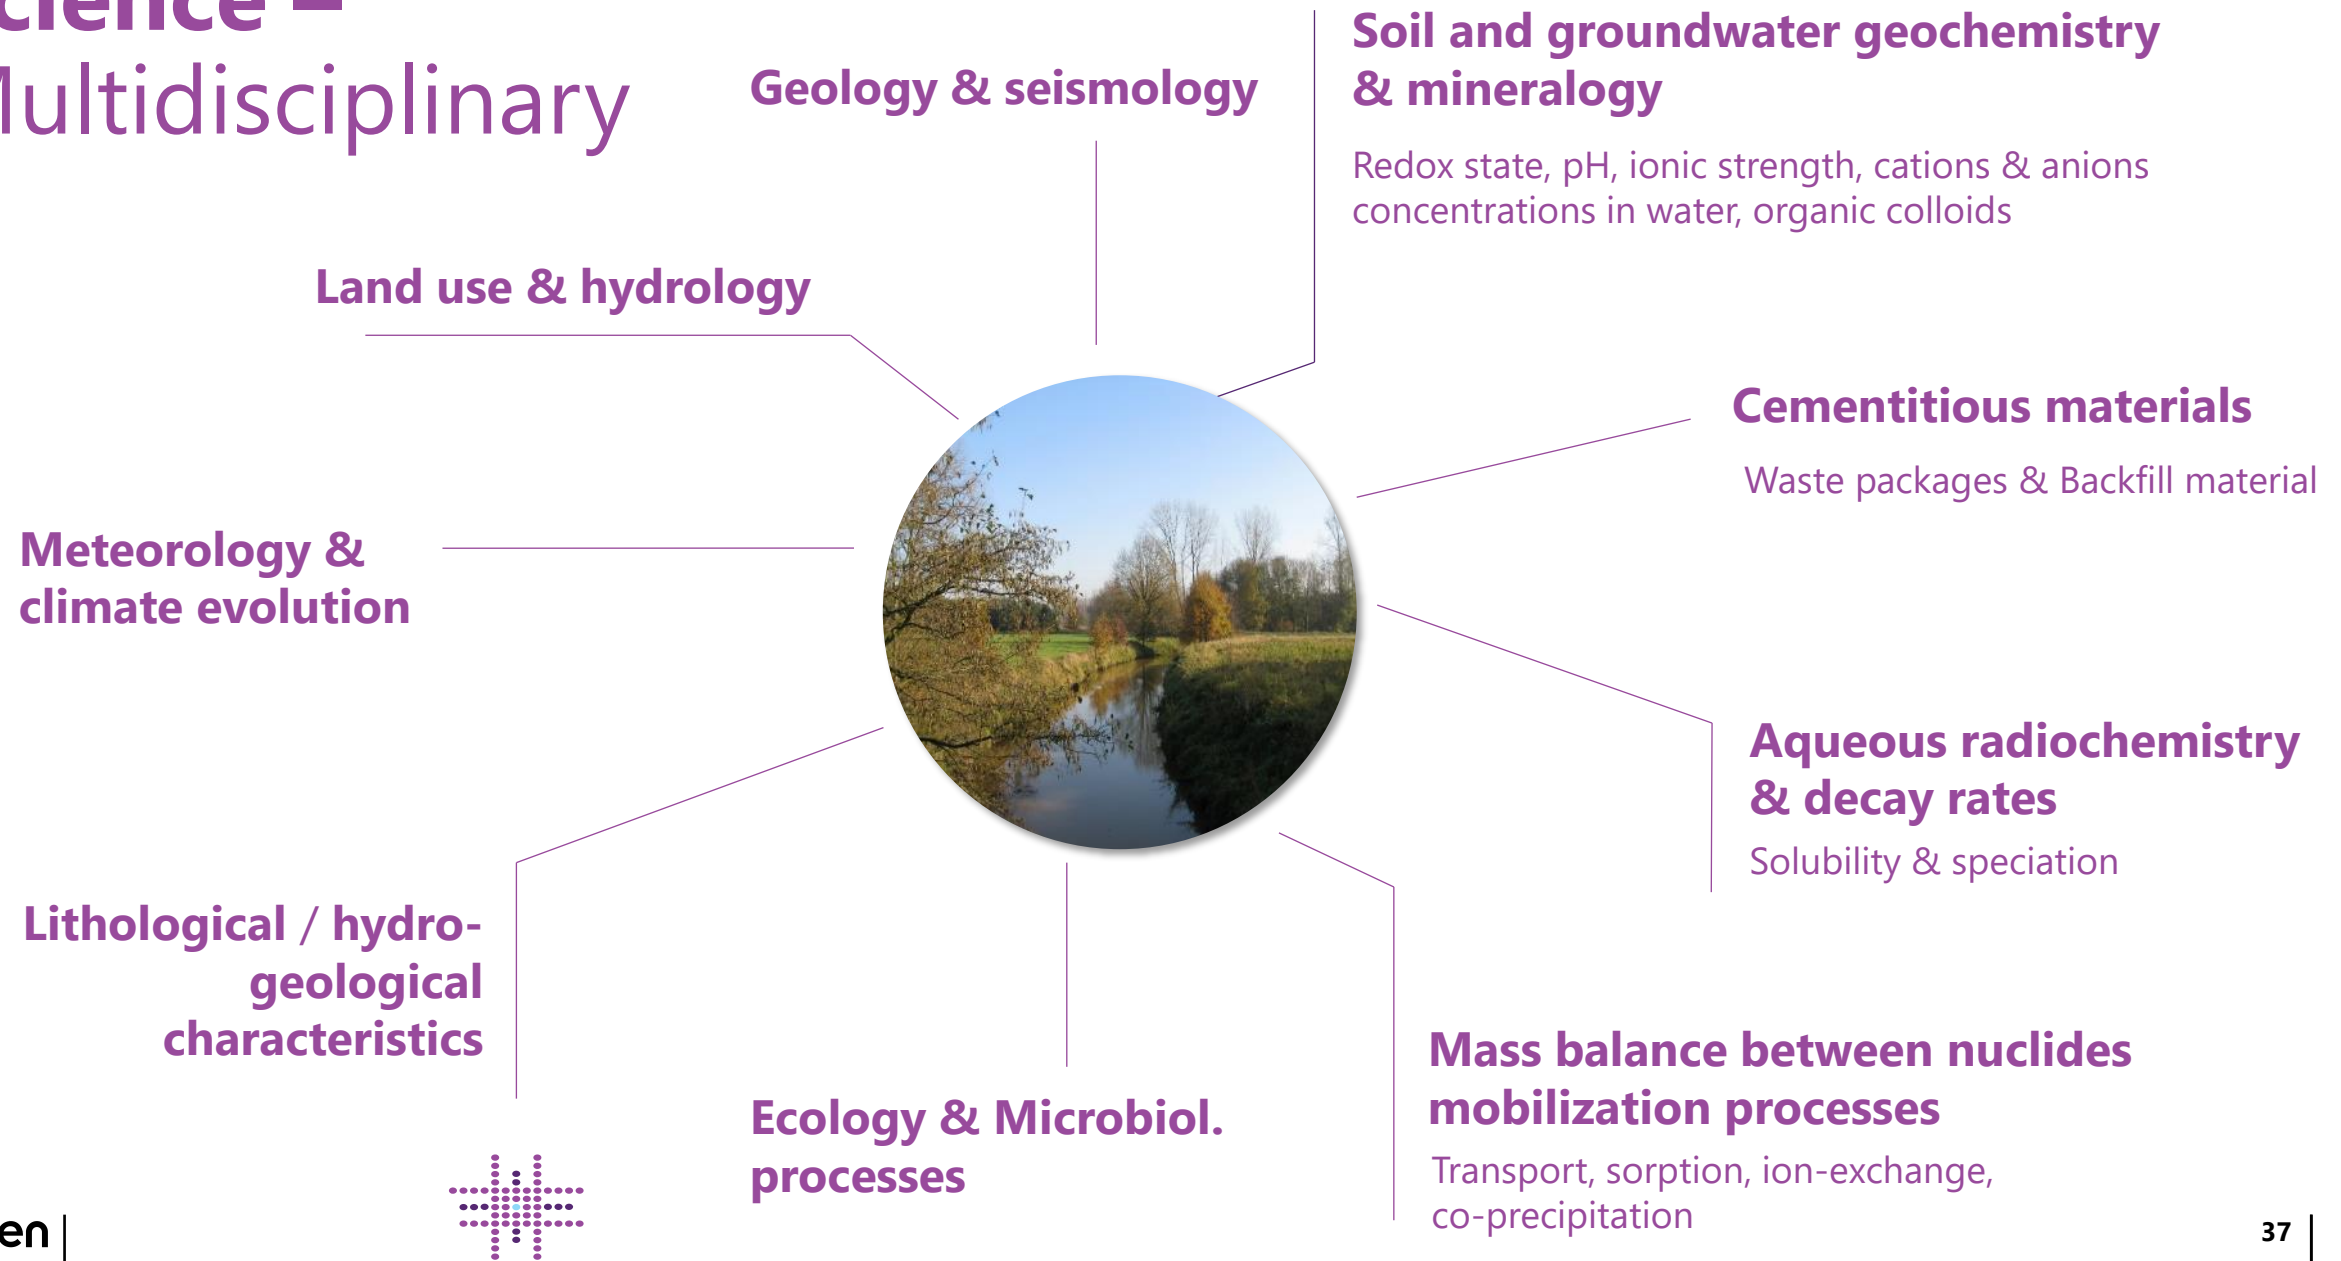 cience –
Multidisciplinary
Geology & seismology
Soil and groundwater geochemistry
& mineralogy
Redox state, pH, ionic strength, cations & anions
concentrations in water, organic colloids
Land use & hydrology
Cementitious materials
Waste packages & Backfill material
Meteorology &
climate evolution
Aqueous radiochemistry
& decay rates
Solubility & speciation
Lithological / hydro-
geological
characteristics
Ecology & Microbiol.
processes
Mass balance between nuclides
mobilization processes
Transport, sorption, ion-exchange,
co-precipitation
en
37